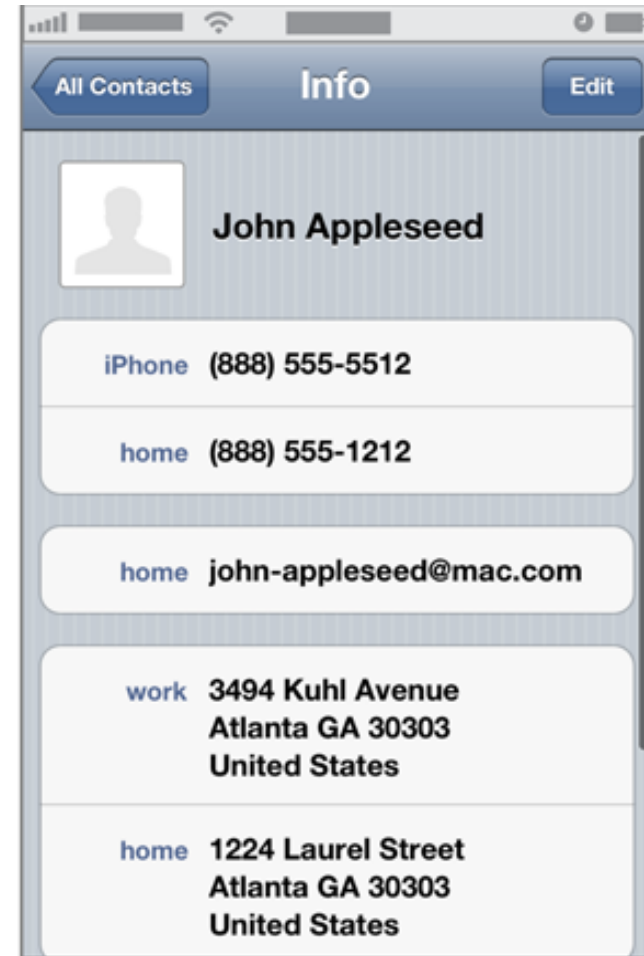 All Contacts Info Edit
John Appleseed
iPhone (888) 555-5512
home (888) 555-1212
home john-appleseed@mac.com
work 3494 Kuhl Avenue
Atlanta GA 30303
United States
home 1224 Laurel Street
Atlanta GA 30303
United States